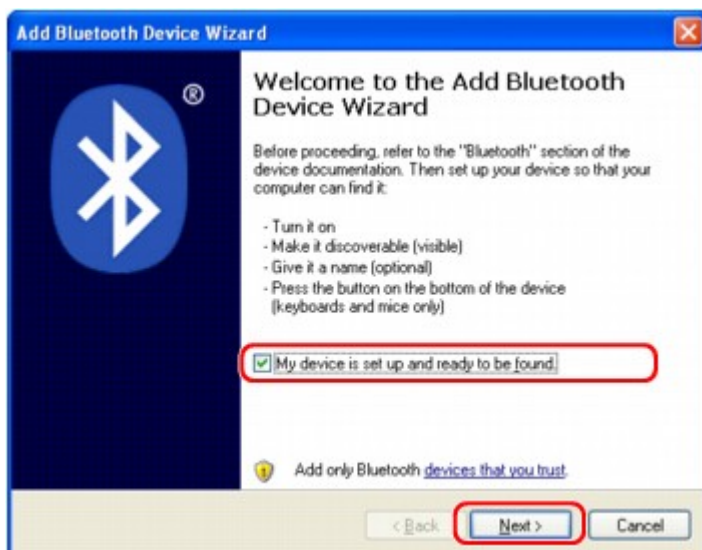 Add Bluetooth Device Wizard
®
Welcome to the Add Bluetooth
Device Wizard
Before proceeding, refer to the "Bluetooth" section of the
device documentation. Then set up your device so that your
computer can find it:
- Turn it on
- Make it discoverable (visible)
- Give it a name (optional)
- Press the button on the bottom of the device
(keyboards and mice only)
My device is set up and ready to be found.
Add only Bluetooth devices that you trust.
< Back Next > Cancel